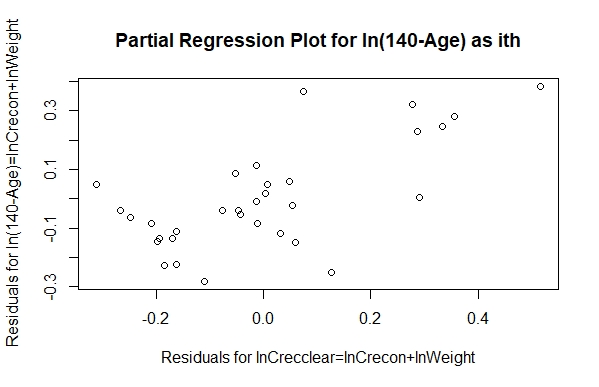 Partial Regression Plot for ln(140-Age) as ith
Residuals for ln(140-Age)=lnCrecon+lnWeight
0.3
0.1
-0.1
-0.3
-0.2
0.0
0.2
0.4
Residuals for lnCrecclear=lnCrecon+lnWeight